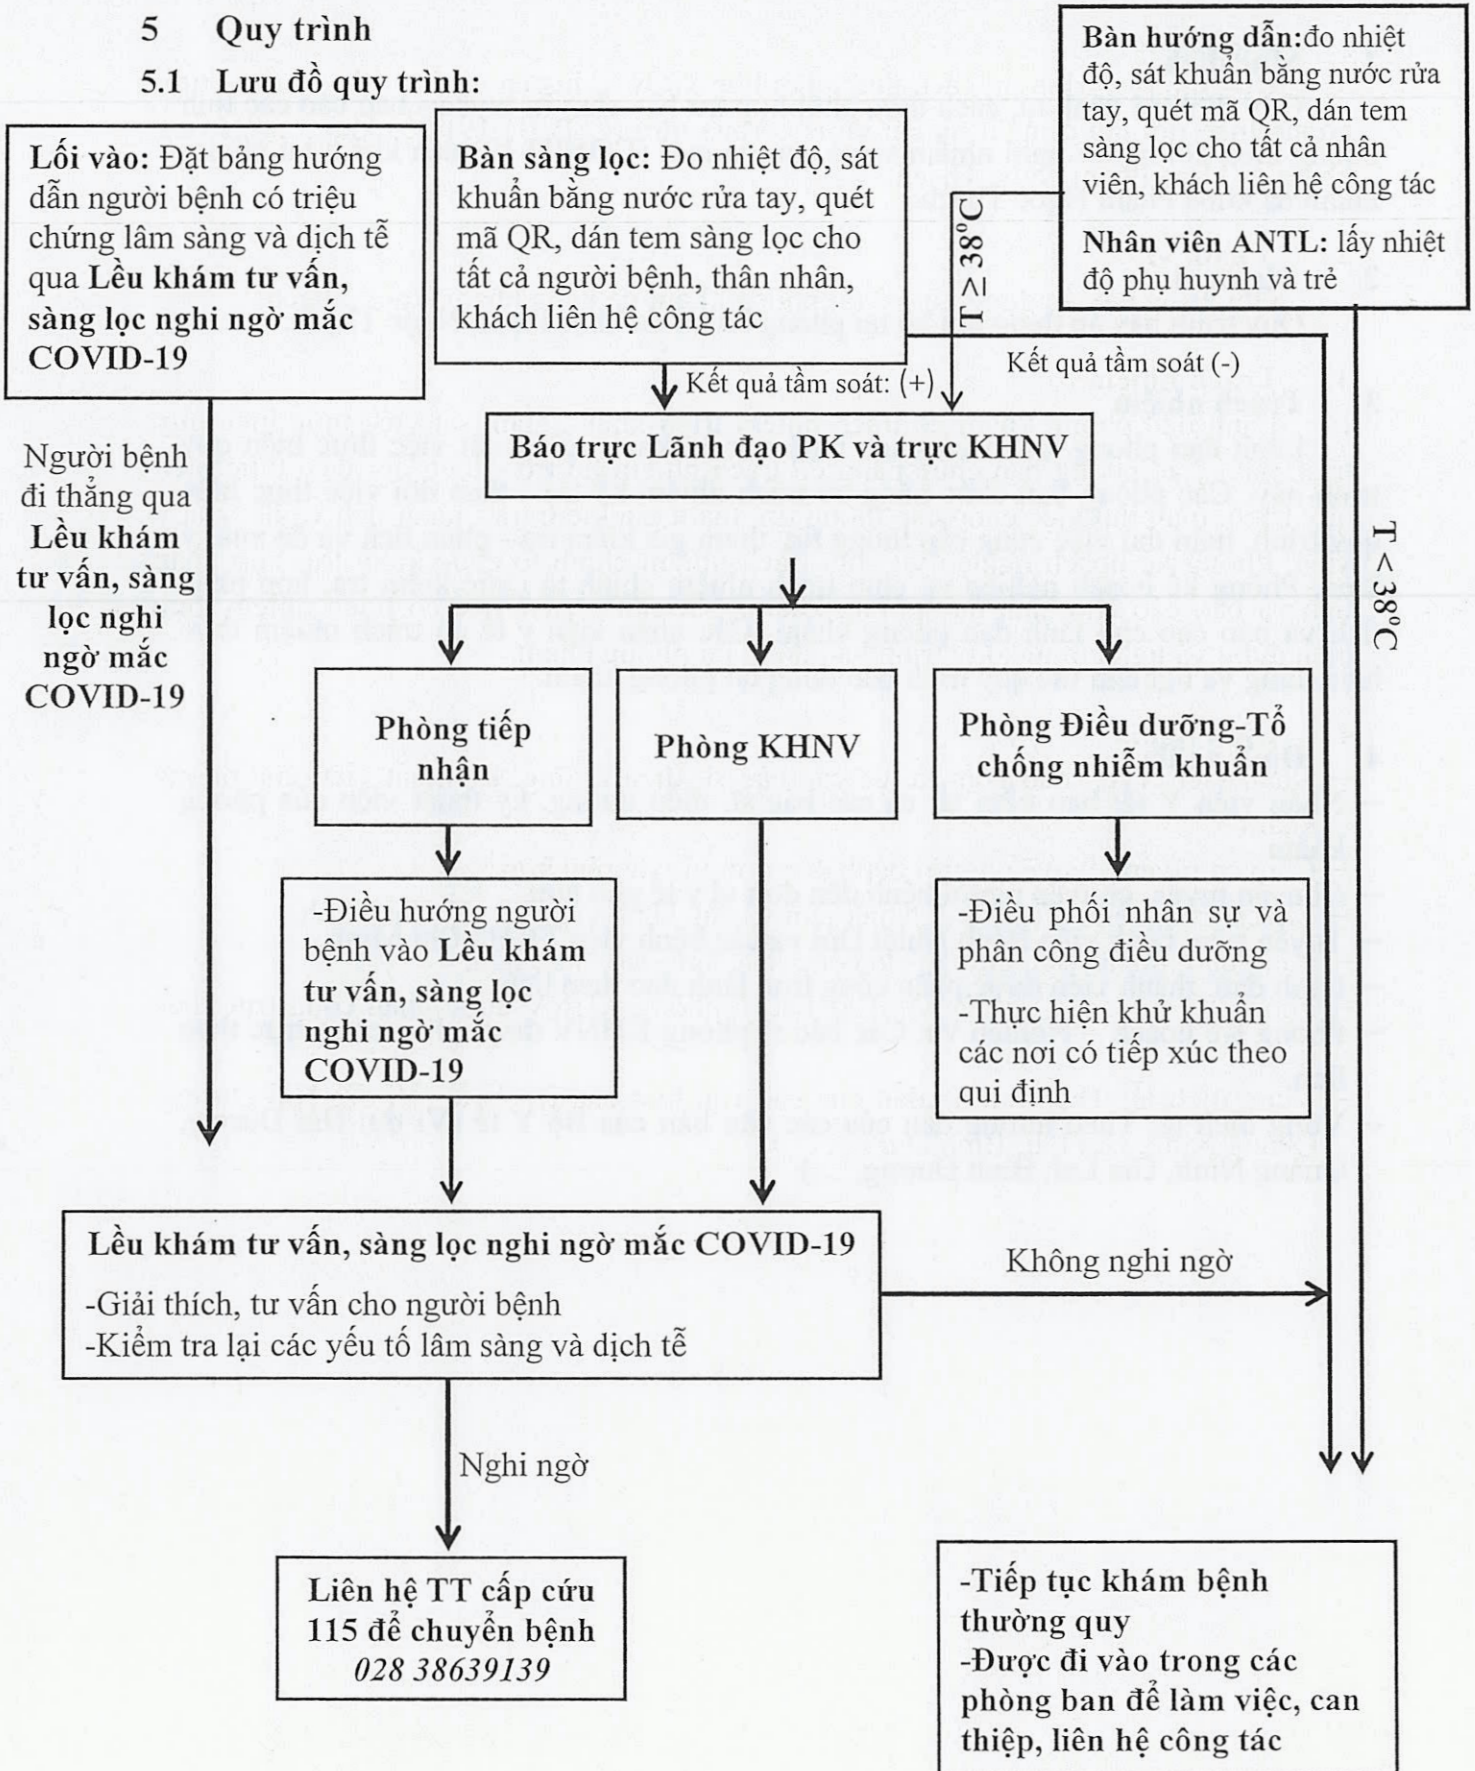 5 Quy trình
5.1 Lưu đồ quy trình:
Bàn hướng dẫn:đo nhiệt
độ, sát khuẩn bằng nước rửa
tay, quét mã QR, dán tem
sàng lọc cho tất cả nhân
viên, khách liên hệ công tác
Nhân viên ANTL: lấy nhiệt
độ phụ huynh và trẻ
Lối vào: Đặt bảng hướng
dẫn người bệnh có triệu
chứng lâm sàng và dịch tễ
qua Lều khám tư vấn,
sàng lọc nghi ngờ mắc
COVID-19
Bàn sàng lọc: Đo nhiệt độ, sát
khuẩn bằng nước rửa tay, quét
mã QR, dán tem sàng lọc cho
tất cả người bệnh, thân nhân,
khách liên hệ công tác
T ≥ 38⁰C
Kết quả tầm soát (-)
Kết quả tầm soát: (+)
Báo trực Lãnh đạo PK và trực KHNV
Người bệnh
đi thẳng qua
Lều khám
tư vấn, sàng
lọc nghi
ngờ mắc
COVID-19
T < 38⁰C
Phòng tiếp
nhận
Phòng KHNV
Phòng Điều dưỡng-Tổ
chống nhiễm khuẩn
-Điều hướng người
bệnh vào Lều khám
tư vấn, sàng lọc
nghi ngờ mắc
COVID-19
-Điều phối nhân sự và
phân công điều dưỡng
-Thực hiện khử khuẩn
các nơi có tiếp xúc theo
qui định
Lều khám tư vấn, sàng lọc nghi ngờ mắc COVID-19
-Giải thích, tư vấn cho người bệnh
-Kiểm tra lại các yếu tố lâm sàng và dịch tễ
Không nghi ngờ
Nghi ngờ
Liên hệ TT cấp cứu
115 để chuyển bệnh
028 38639139
-Tiếp tục khám bệnh
thường quy
-Được đi vào trong các
phòng ban để làm việc, can
thiệp, liên hệ công tác